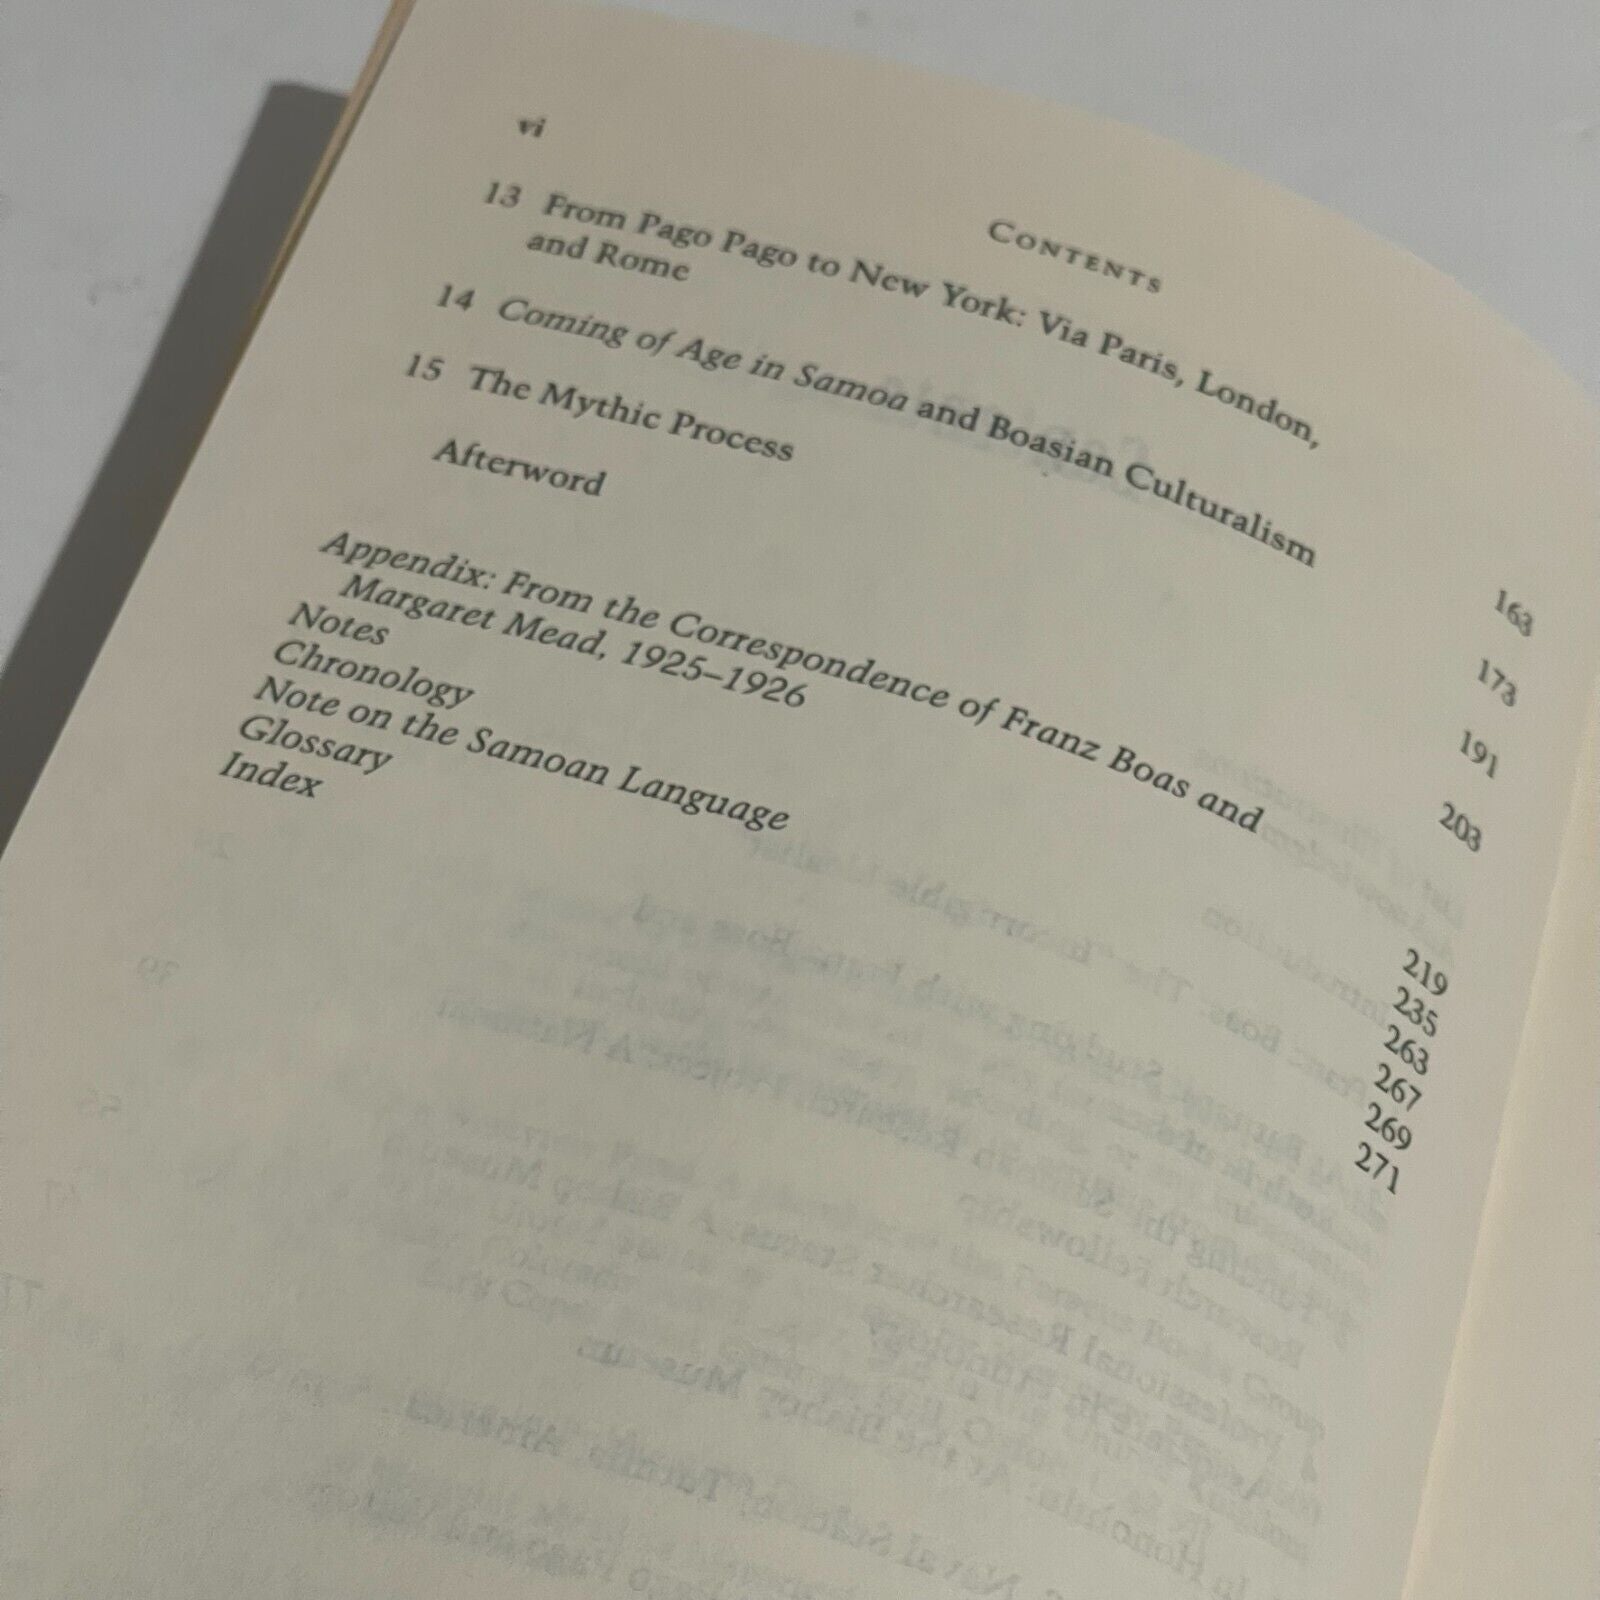 vi
CONTENTS
13 From Pago Pago to New York: Via Paris, London,
and Rome 163
14 Coming of Age in Samoa and Boasian Culturalism 173
15 The Mythic Process 191
Afterword 203
Appendix: From the Correspondence of Franz Boas and
Margaret Mead, 1925–1926 219
Notes 235
Chronology 263
Note on the Samoan Language 267
Glossary 269
Index 271